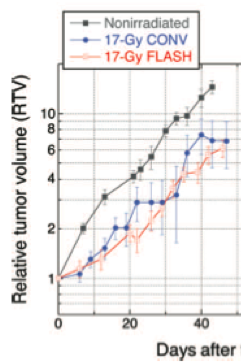 Nonirradiated
17-Gy CONV
17-Gy FLASH
Relative tumor volume (RTV)
10
8
6
4
2
1
0
20
40
Days after